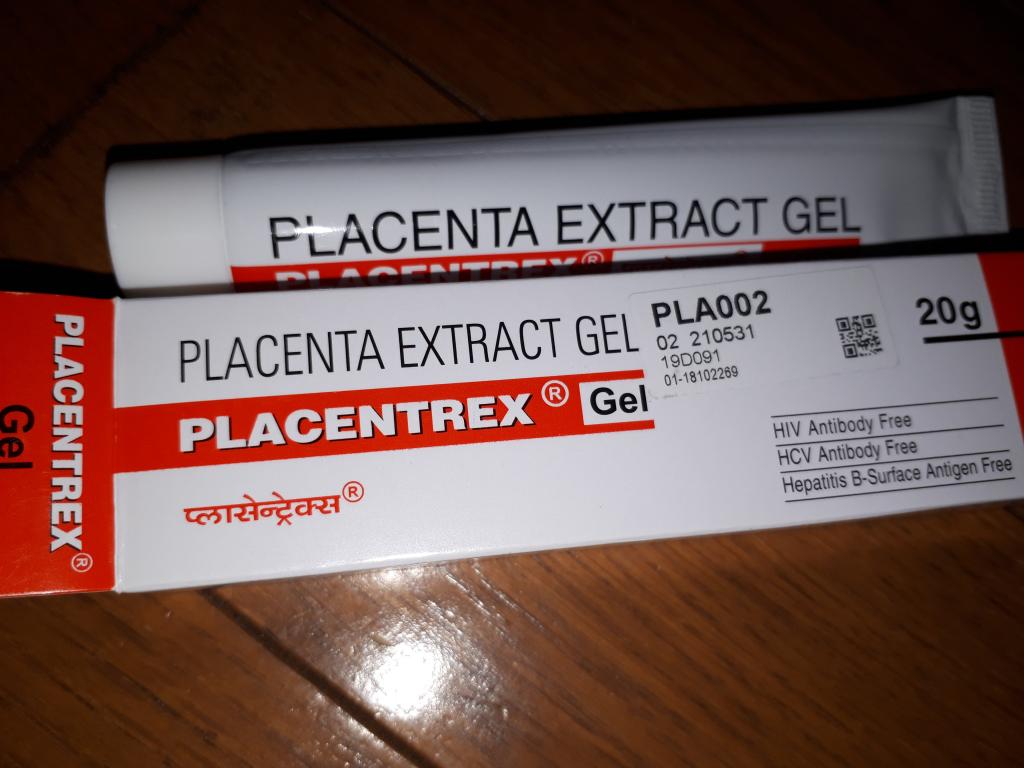 PLACENTA EXTRACT GEL
PLACENTREX®
PLACENTA EXTRACT GEL
PLACENTREX® Gel
प्लासेन्ट्रेक्स®
PLA002
02 210531
19D091
01-18102269
20g
HIV Antibody Free
HCV Antibody Free
Hepatitis B-Surface Antigen Free
PLACENTREX®
Gel